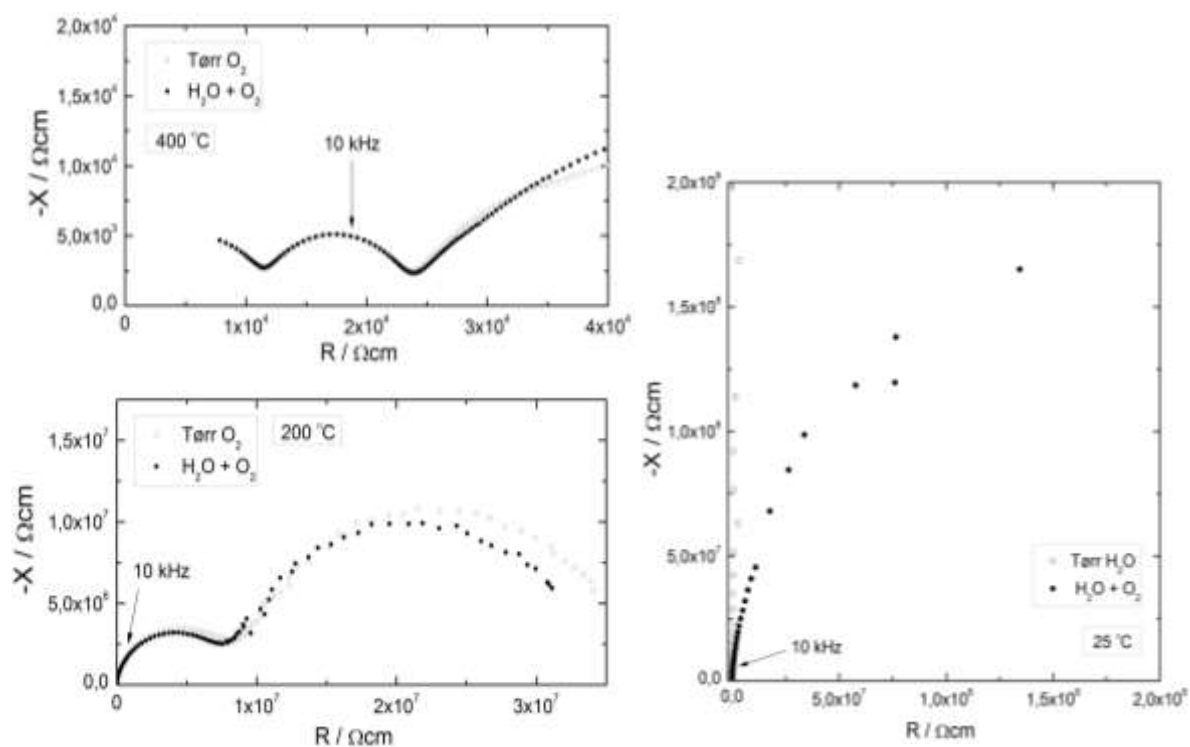 2,0x10⁴
1,5x10⁴
1,0x10⁴
5,0x10³
0,0
-X / Ωcm
Tørr O₂
H₂O + O₂
400 °C
10 kHz
0
1x10⁴
2x10⁴
3x10⁴
4x10⁴
R / Ωcm
1,5x10⁷
1,0x10⁷
5,0x10⁶
0,0
-X / Ωcm
Tørr O₂
H₂O + O₂
200 °C
10 kHz
0
1x10⁷
2x10⁷
3x10⁷
R / Ωcm
2,0x10⁸
1,5x10⁸
1,0x10⁸
5,0x10⁷
0,0
-X / Ωcm
Tørr H₂O
H₂O + O₂
25 °C
10 kHz
0,0
5,0x10⁷
1,0x10⁸
1,5x10⁸
2,0x10⁸
R / Ωcm